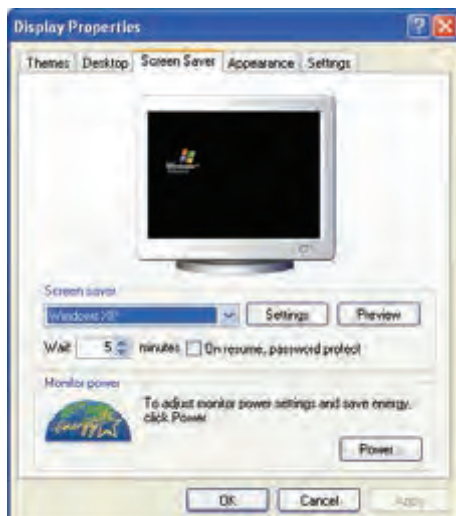 Display Properties
Themes Desktop Screen Saver Appearance Settings
Screen saver
Windows XP Settings Preview
Wait 5 minutes On resume, password protect
Monitor power
To adjust monitor power settings and save energy,
click Power.
Power...
OK Cancel Apply